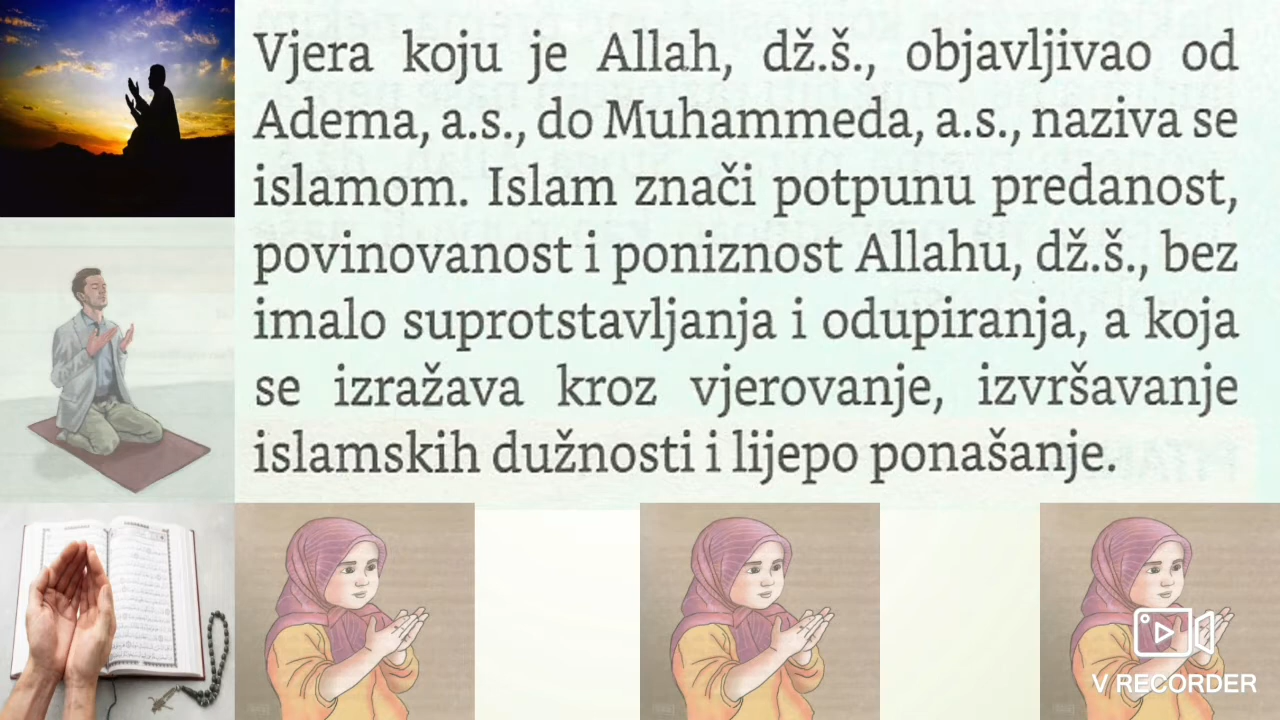 Vjera koju je Allah, dž.š., objavljivao od
Adema, a.s., do Muhammeda, a.s., naziva se
islamom. Islam znači potpunu predanost,
povinovanost i poniznost Allahu, dž.š., bez
imalo suprotstavljanja i odupiranja, a koja
se izražava kroz vjerovanje, izvršavanje
islamskih dužnosti i lijepo ponašanje.
V RECORDER